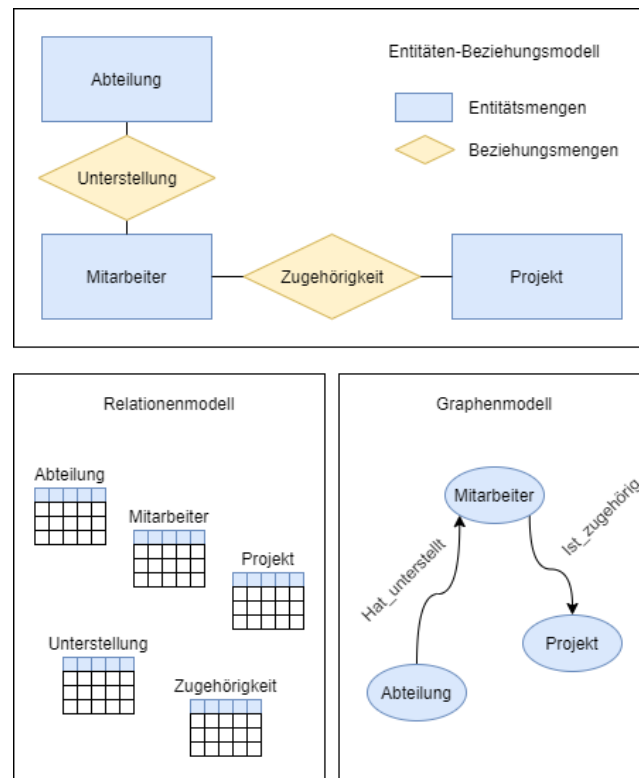 Entitäten-Beziehungsmodell
Abteilung
Entitätsmengen
Beziehungsmengen
Unterstellung
Mitarbeiter
Zugehörigkeit
Projekt
Relationenmodell
Abteilung
Mitarbeiter
Projekt
Unterstellung
Zugehörigkeit
Graphenmodell
Mitarbeiter
Hat_unterstellt
Ist_zugehörig
Projekt
Abteilung